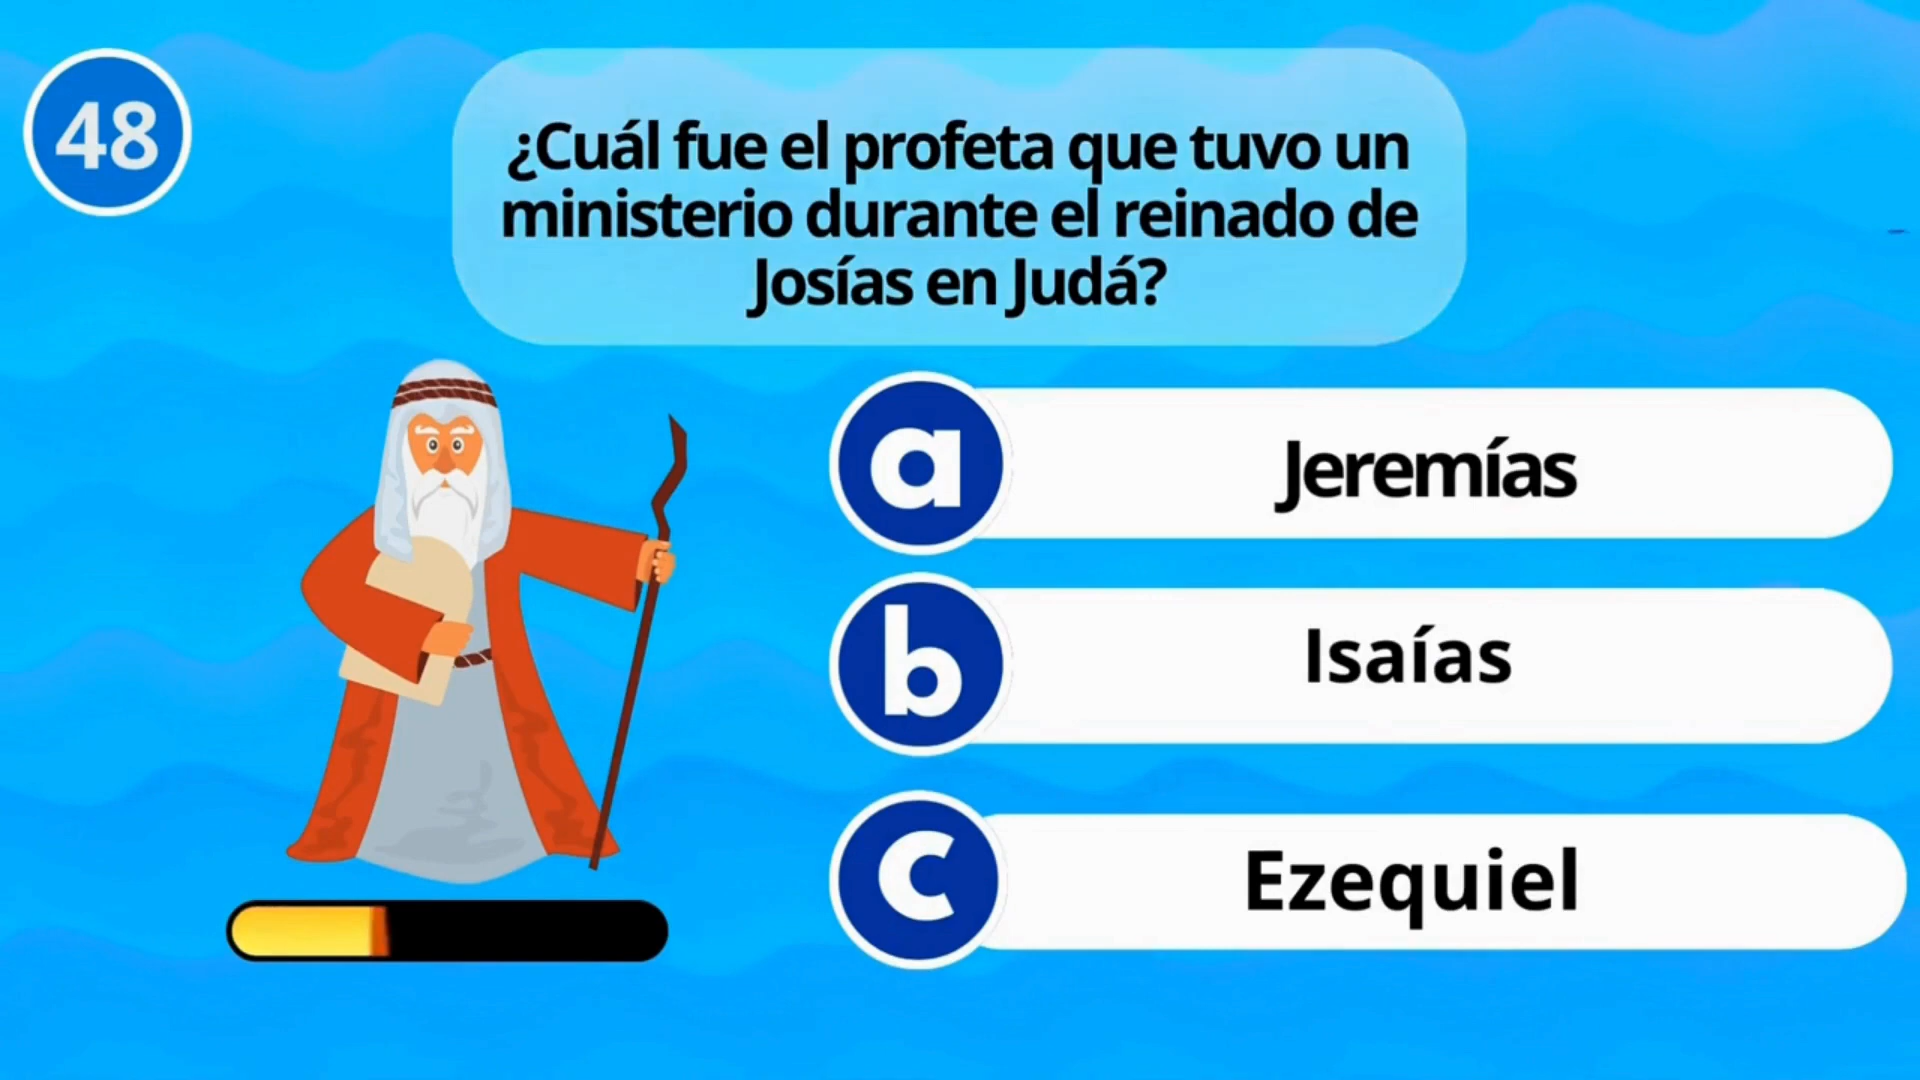 48
¿Cuál fue el profeta que tuvo un
ministerio durante el reinado de
Josías en Judá?
a
Jeremías
b
Isaías
c
Ezequiel